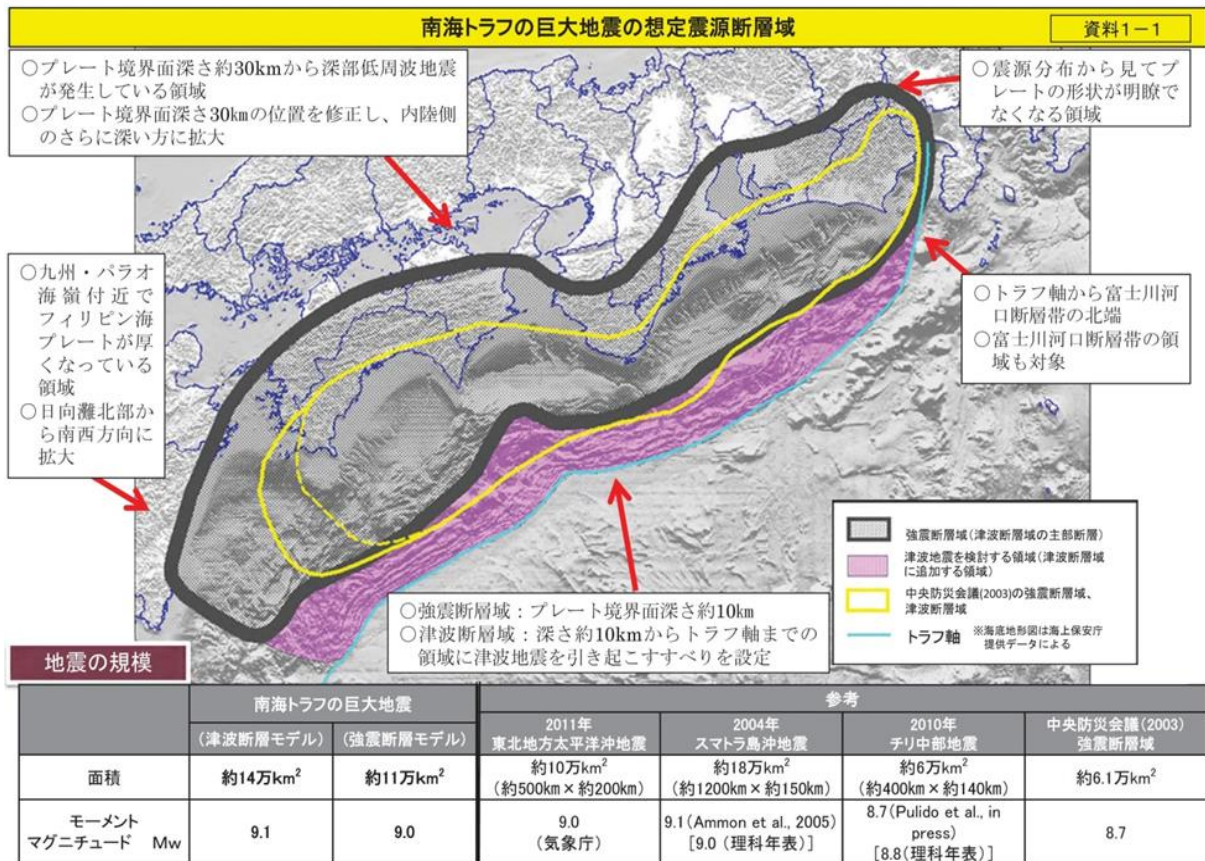 南海トラフの巨大地震の想定震源断層域
資料1-1
○プレート境界面深さ約30kmから深部低周波地震
が発生している領域
○プレート境界面深さ30kmの位置を修正し、内陸側
のさらに深い方に拡大
○震源分布から見てプ
レートの形状が明瞭で
なくなる領域
○九州・パラオ
海嶺付近で
フィリピン海
プレートが厚
くなっている
領域
○日向灘北部か
ら南西方向に
拡大
○トラフ軸から富士川河
口断層帯の北端
○富士川河口断層帯の領
域も対象
○強震断層域：プレート境界面深さ約10km
○津波断層域：深さ約10kmからトラフ軸までの
領域に津波地震を引き起こすすべりを設定
強震断層域(津波断層域の主部断層)
津波地震を検討する領域(津波断層域
に追加する領域)
中央防災会議(2003)の強震断層域、
津波断層域
トラフ軸
※海底地形図は海上保安庁
提供データによる
地震の規模
南海トラフの巨大地震
参考
(津波断層モデル)
(強震断層モデル)
2011年
東北地方太平洋沖地震
2004年
スマトラ島沖地震
2010年
チリ中部地震
中央防災会議(2003)
強震断層域
面積
約14万km²
約11万km²
約10万km²
(約500km×約200km)
約18万km²
(約1200km×約150km)
約6万km²
(約400km×約140km)
約6.1万km²
モーメント
マグニチュード Mw
9.1
9.0
9.0
(気象庁)
9.1(Ammon et al., 2005)
[9.0 (理科年表)]
8.7(Pulido et al., in
press)
[8.8(理科年表)]
8.7